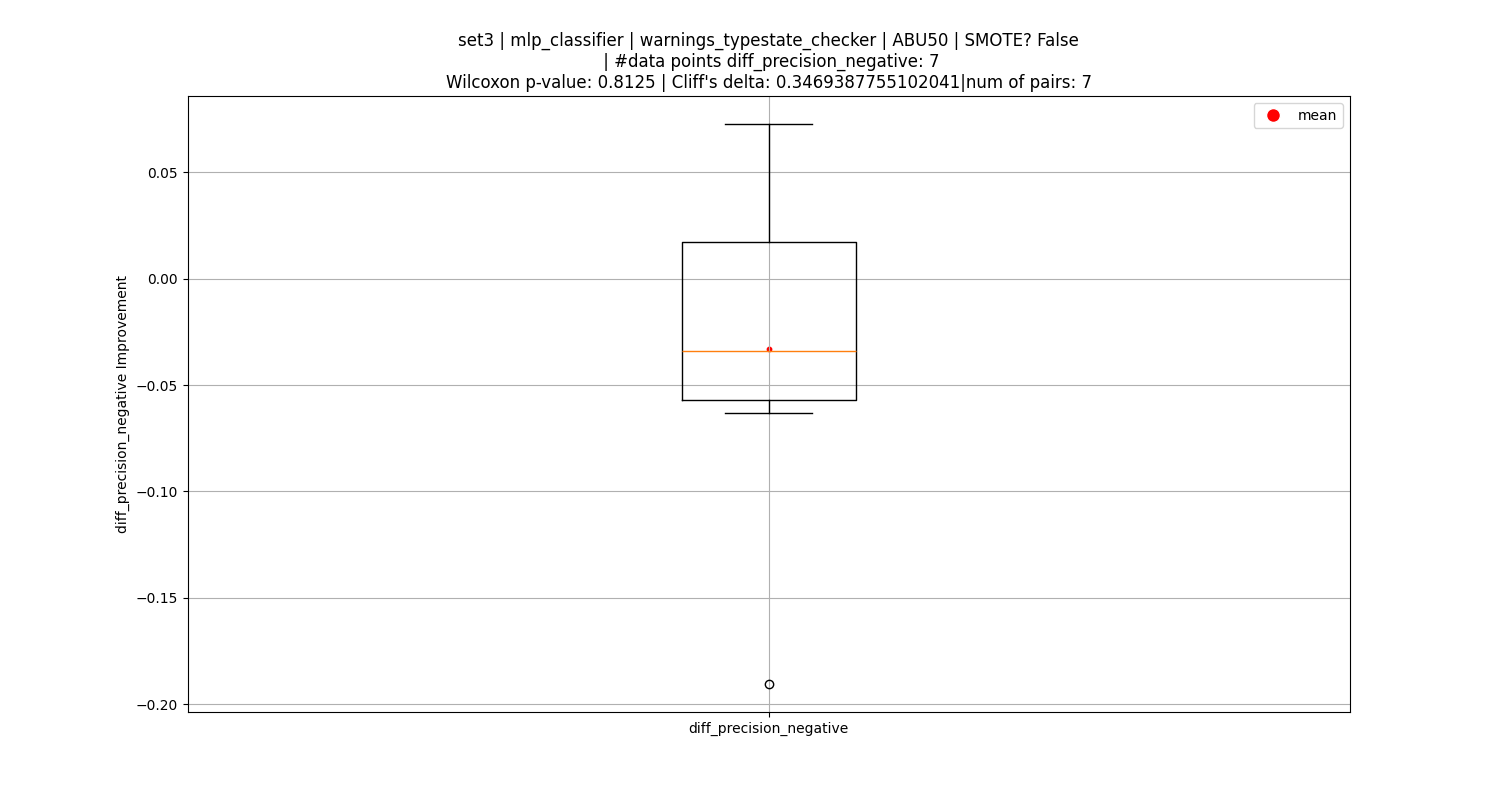 set3 | mlp_classifier | warnings_typestate_checker | ABU50 | SMOTE? False
| #data points diff_precision_negative: 7
Wilcoxon p-value: 0.8125 | Cliff's delta: 0.3469387755102041|num of pairs: 7
mean
0.05
0.00
−0.05
−0.10
−0.15
−0.20
diff_precision_negative Improvement
diff_precision_negative